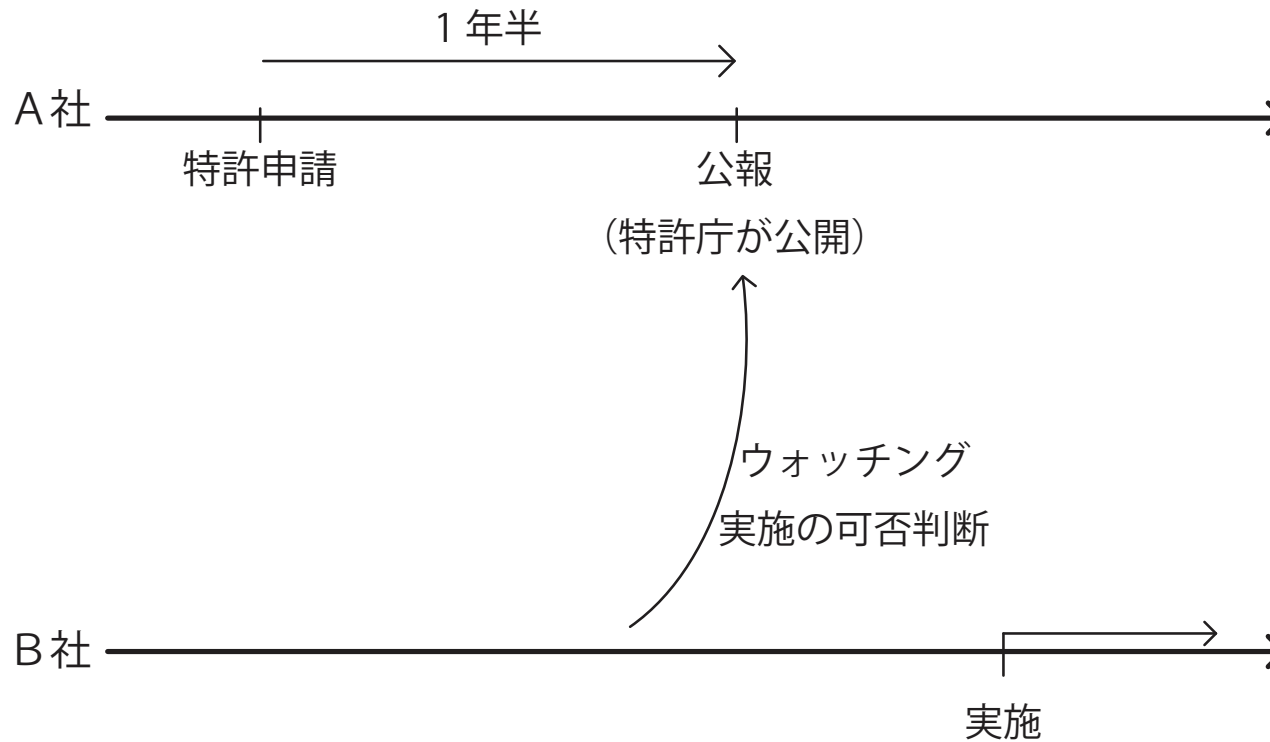 1 年半
A社
特許申請
公報
（特許庁が公開）
ウォッチング
実施の可否判断
B社
実施